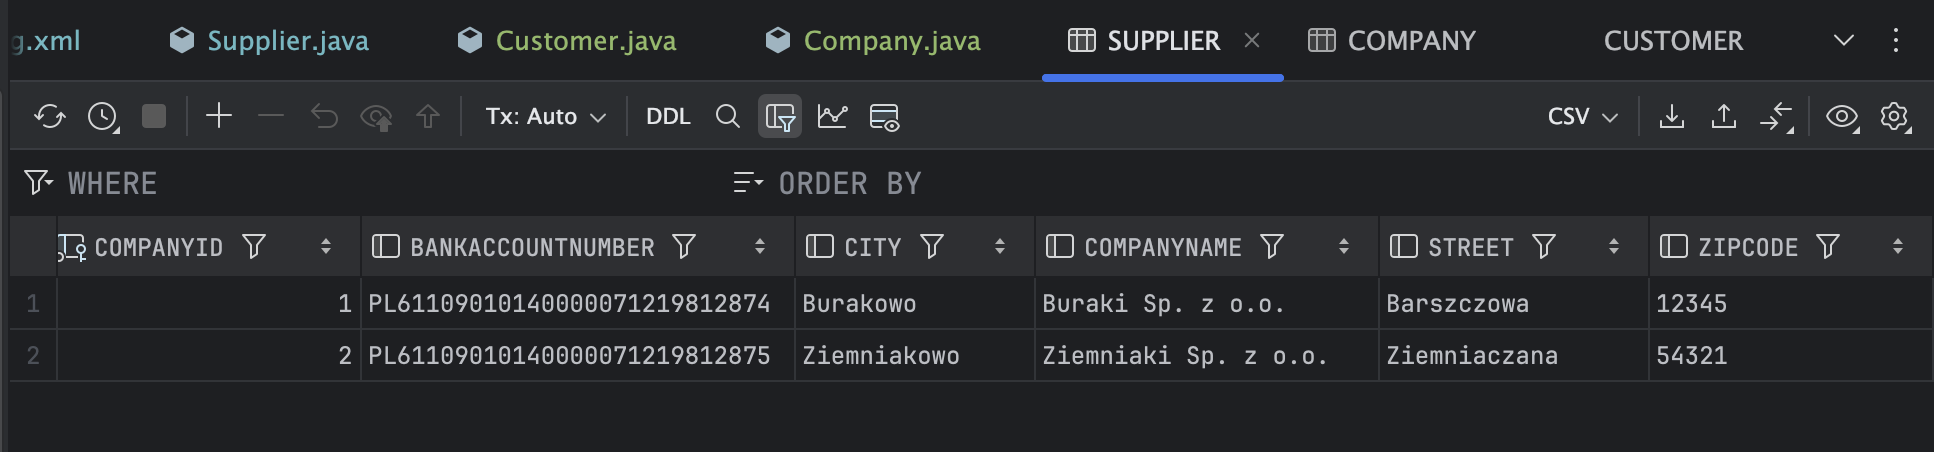 g.xml Supplier.java Customer.java Company.java SUPPLIER COMPANY CUSTOMER
Tx: Auto DDL CSV
WHERE ORDER BY
COMPANYID BANKACCOUNTNUMBER CITY COMPANYNAME STREET ZIPCODE
1 1 PL61109010140000071219812874 Burakowo Buraki Sp. z o.o. Barszczowa 12345
2 2 PL61109010140000071219812875 Ziemniakowo Ziemniaki Sp. z o.o. Ziemniaczana 54321